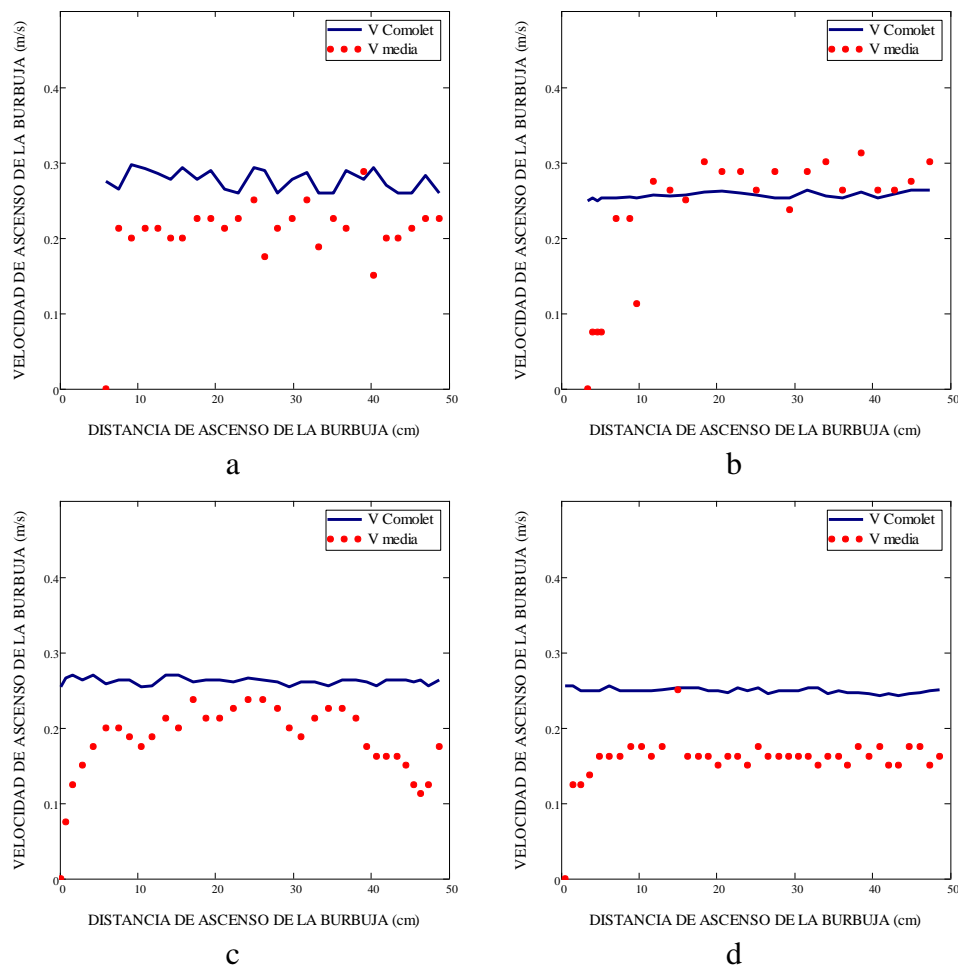 V Comolet
V media
VELOCIDAD DE ASCENSO DE LA BURBUJA (m/s)
0.4
0.3
0.2
0.1
0
0 10 20 30 40 50
DISTANCIA DE ASCENSO DE LA BURBUJA (cm)
a
V Comolet
V media
VELOCIDAD DE ASCENSO DE LA BURBUJA (m/s)
0.4
0.3
0.2
0.1
0
0 10 20 30 40 50
DISTANCIA DE ASCENSO DE LA BURBUJA (cm)
b
V Comolet
V media
VELOCIDAD DE ASCENSO DE LA BURBUJA (m/s)
0.4
0.3
0.2
0.1
0
0 10 20 30 40 50
DISTANCIA DE ASCENSO DE LA BURBUJA (cm)
c
V Comolet
V media
VELOCIDAD DE ASCENSO DE LA BURBUJA (m/s)
0.4
0.3
0.2
0.1
0
0 10 20 30 40 50
DISTANCIA DE ASCENSO DE LA BURBUJA (cm)
d